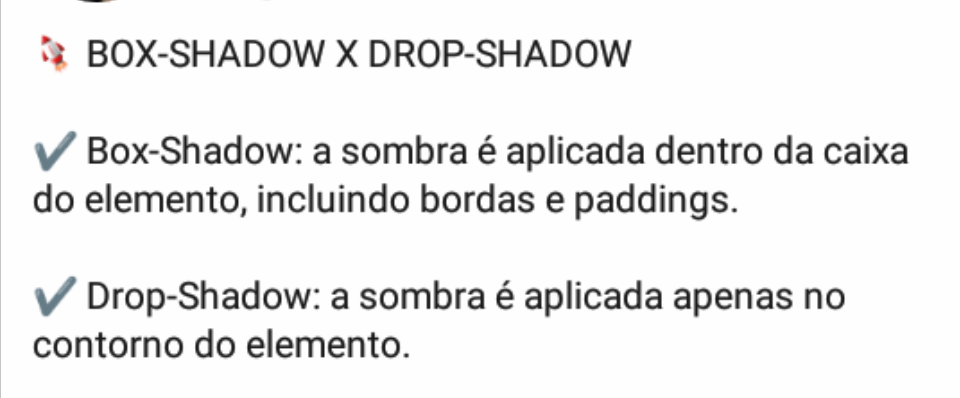 🚀 BOX-SHADOW X DROP-SHADOW
✔️ Box-Shadow: a sombra é aplicada dentro da caixa
do elemento, incluindo bordas e paddings.
✔️ Drop-Shadow: a sombra é aplicada apenas no
contorno do elemento.